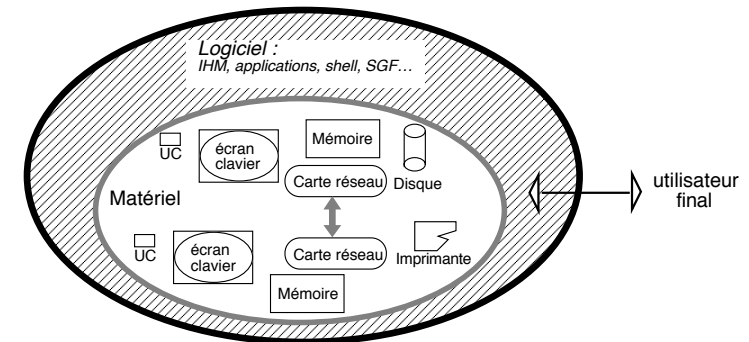 Logiciel :
IHM, applications, shell, SGF…
UC
écran
clavier
Mémoire
Carte réseau
Disque
Matériel
utilisateur
final
UC
écran
clavier
Carte réseau
Imprimante
Mémoire